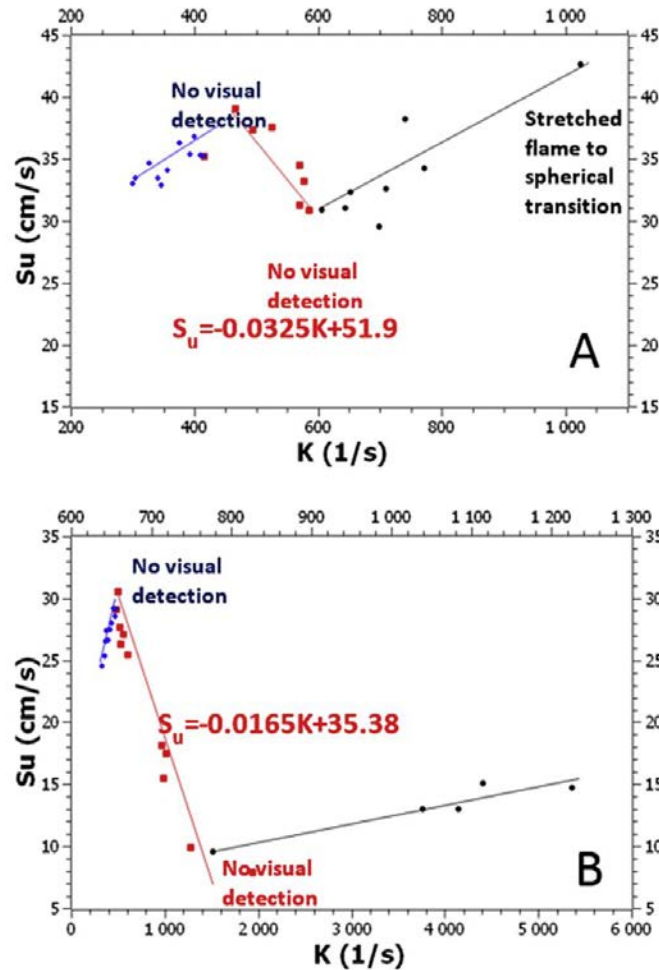 200 400 600 800 1 000
45 45
40 40
35 35
30 30
25 25
20 20
15 15
Su (cm/s)
No visual
detection
Stretched
flame to
spherical
transition
No visual
detection
Su=-0.0325K+51.9
A
200 400 600 800 1 000
K (1/s)
600 700 800 900 1 000 1 100 1 200 1 300
35 35
30 30
25 25
20 20
15 15
10 10
5 5
Su (cm/s)
No visual
detection
Su=-0.0165K+35.38
No visual
detection
B
0 1 000 2 000 3 000 4 000 5 000 6 000
K (1/s)